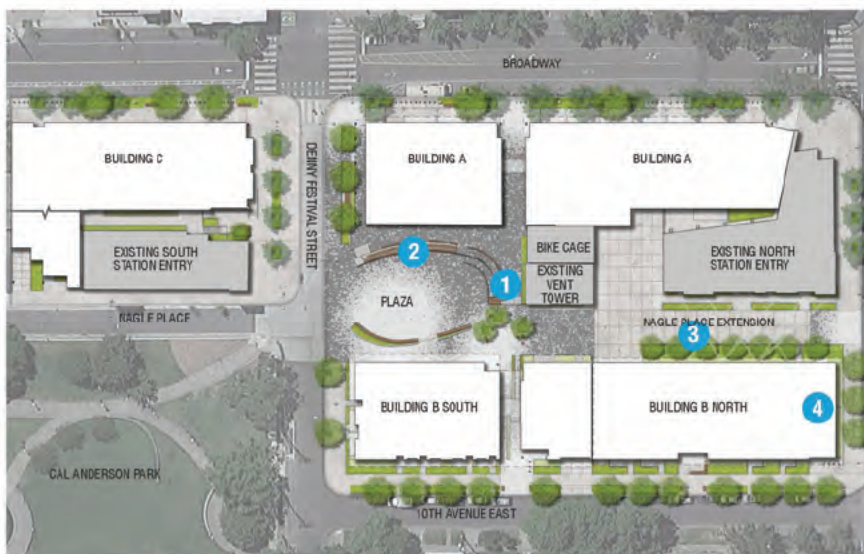 BROADWAY
BUILDING C
BUILDING A
BUILDING A
DENNY FESTIVAL STREET
EXISTING SOUTH
STATION ENTRY
2
BIKE CAGE
EXISTING
VENT
TOWER
1
EXISTING NORTH
STATION ENTRY
PLAZA
NAGLE PLACE
NAGLE PLACE EXTENSION
3
BUILDING B SOUTH
BUILDING B NORTH
4
CAL ANDERSON PARK
10TH AVENUE EAST